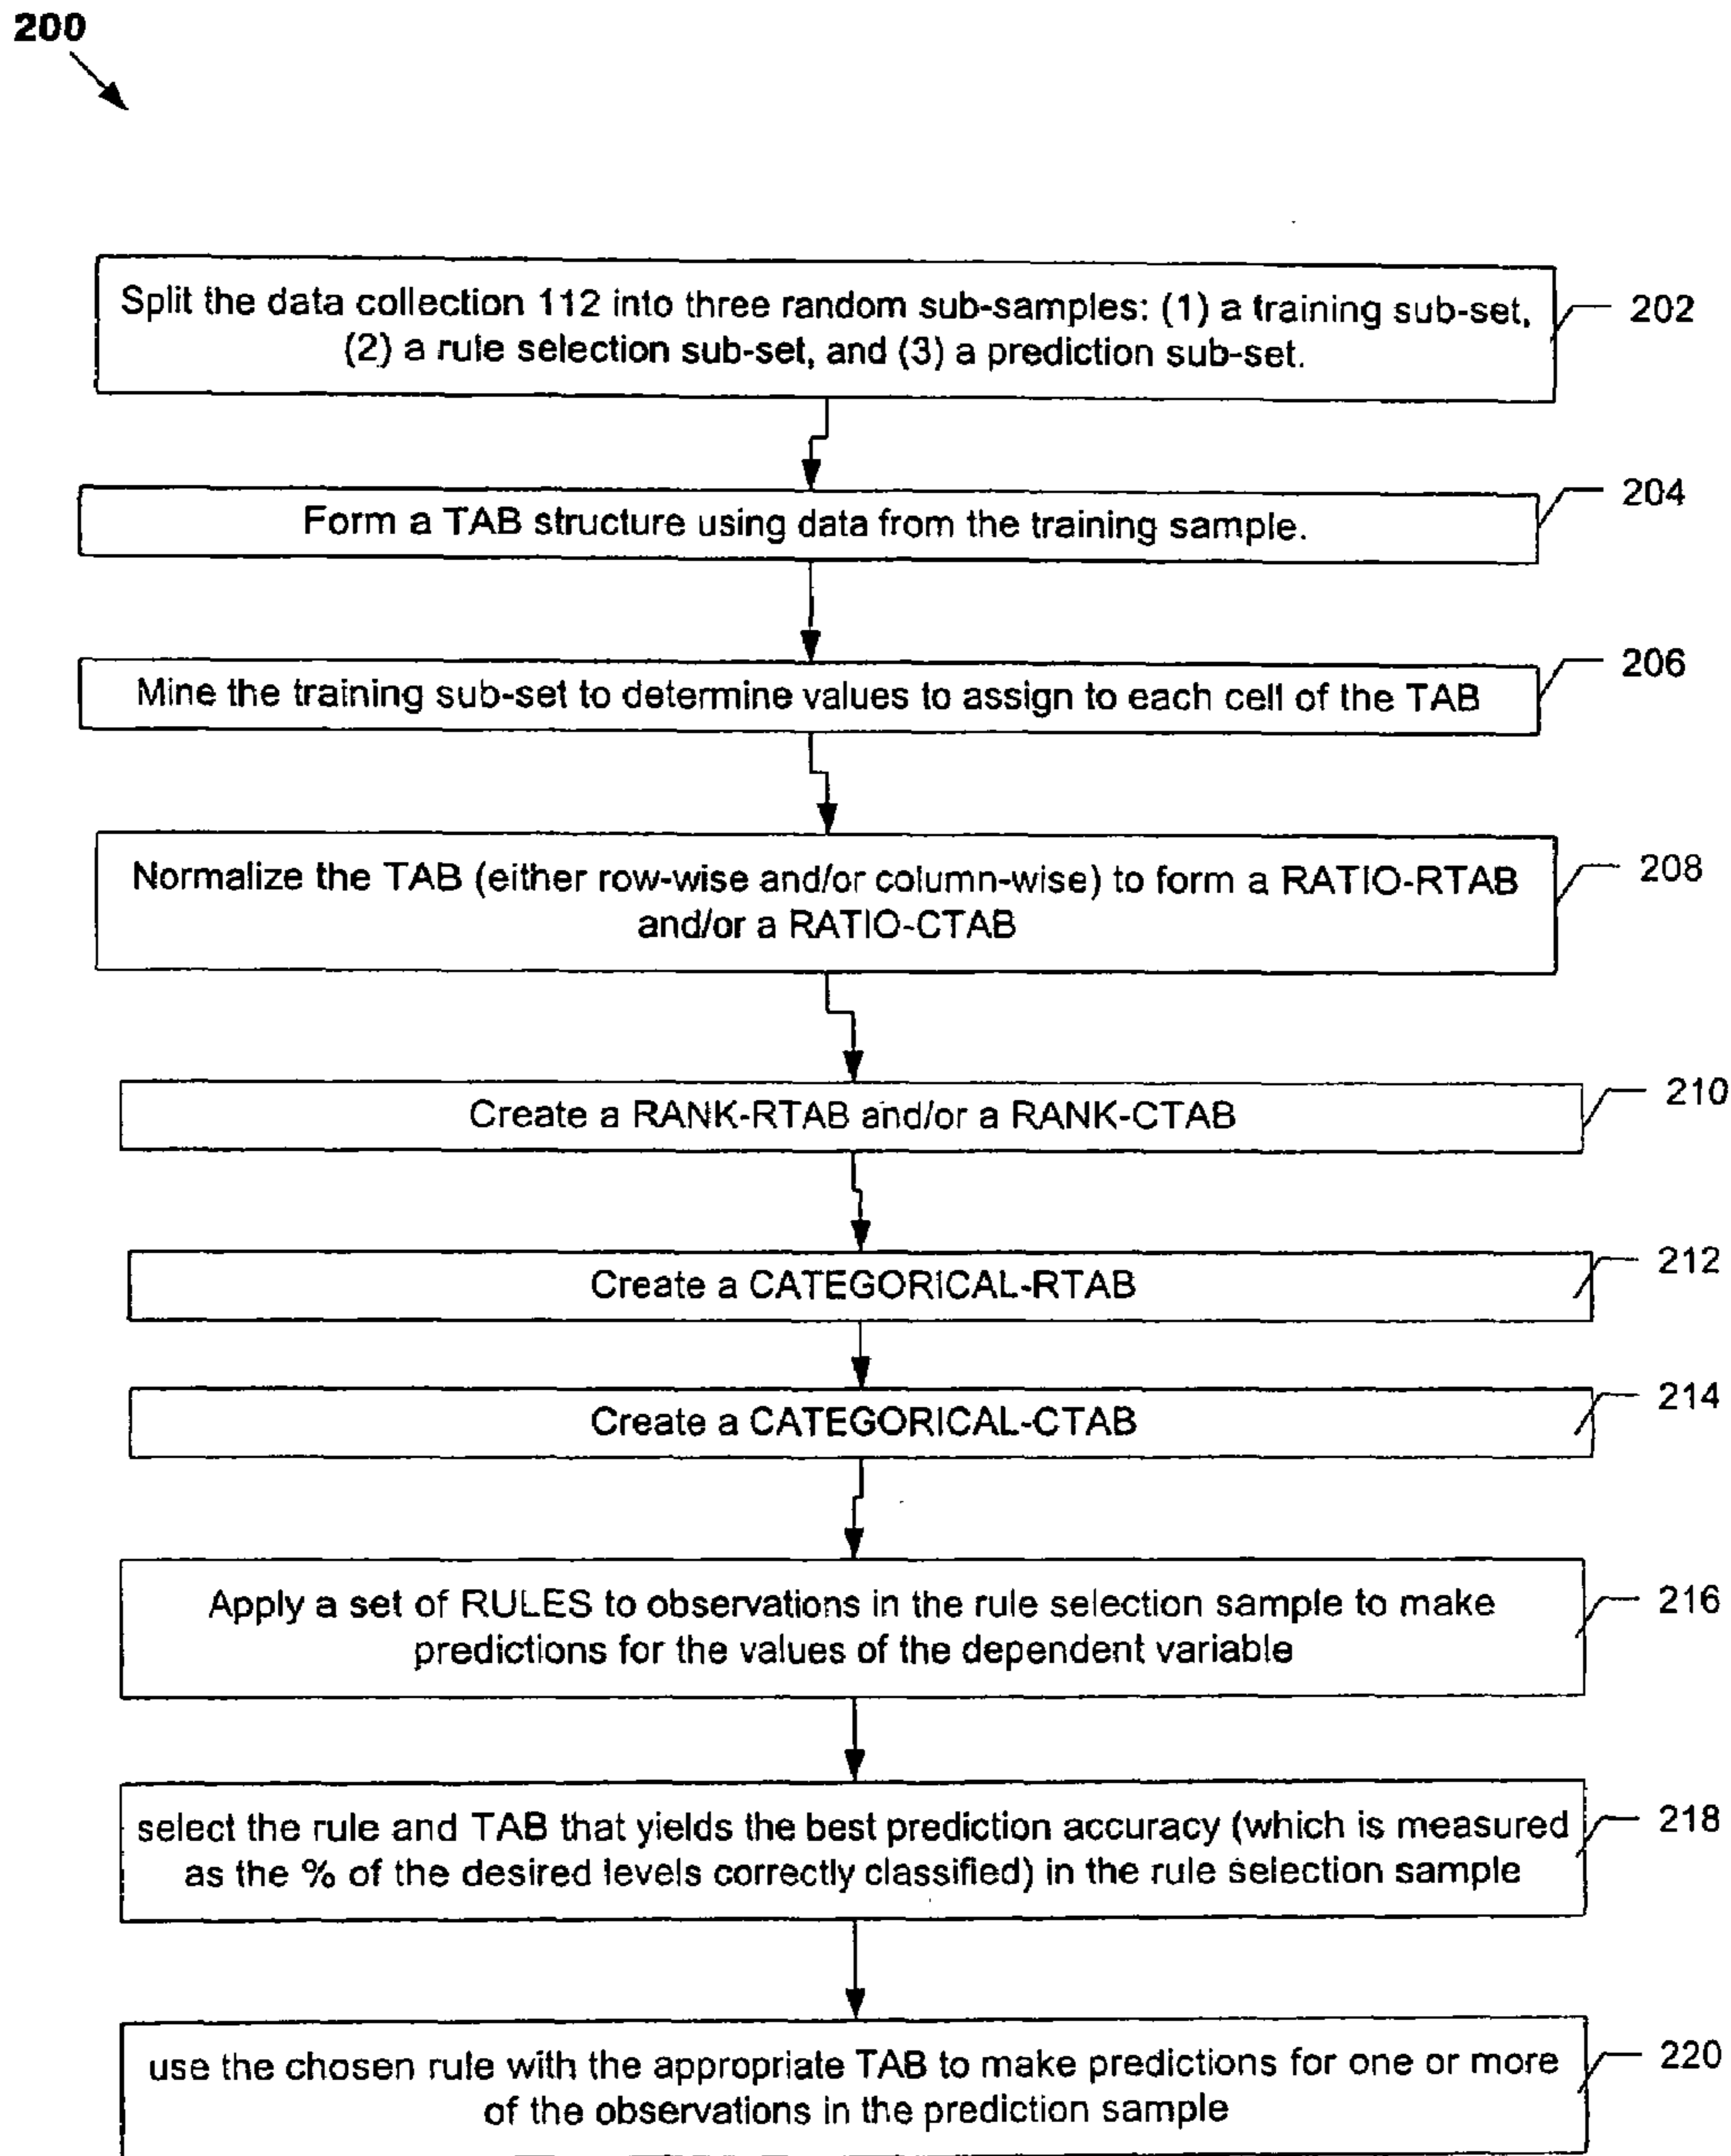 200
Split the data collection 112 into three random sub-samples: (1) a training sub-set,
(2) a rule selection sub-set, and (3) a prediction sub-set.
202
Form a TAB structure using data from the training sample.
204
Mine the training sub-set to determine values to assign to each cell of the TAB
206
Normalize the TAB (either row-wise and/or column-wise) to form a RATIO-RTAB
and/or a RATIO-CTAB
208
Create a RANK-RTAB and/or a RANK-CTAB
210
Create a CATEGORICAL-RTAB
212
Create a CATEGORICAL-CTAB
214
Apply a set of RULES to observations in the rule selection sample to make
predictions for the values of the dependent variable
216
select the rule and TAB that yields the best prediction accuracy (which is measured
as the % of the desired levels correctly classified) in the rule selection sample
218
use the chosen rule with the appropriate TAB to make predictions for one or more
of the observations in the prediction sample
220